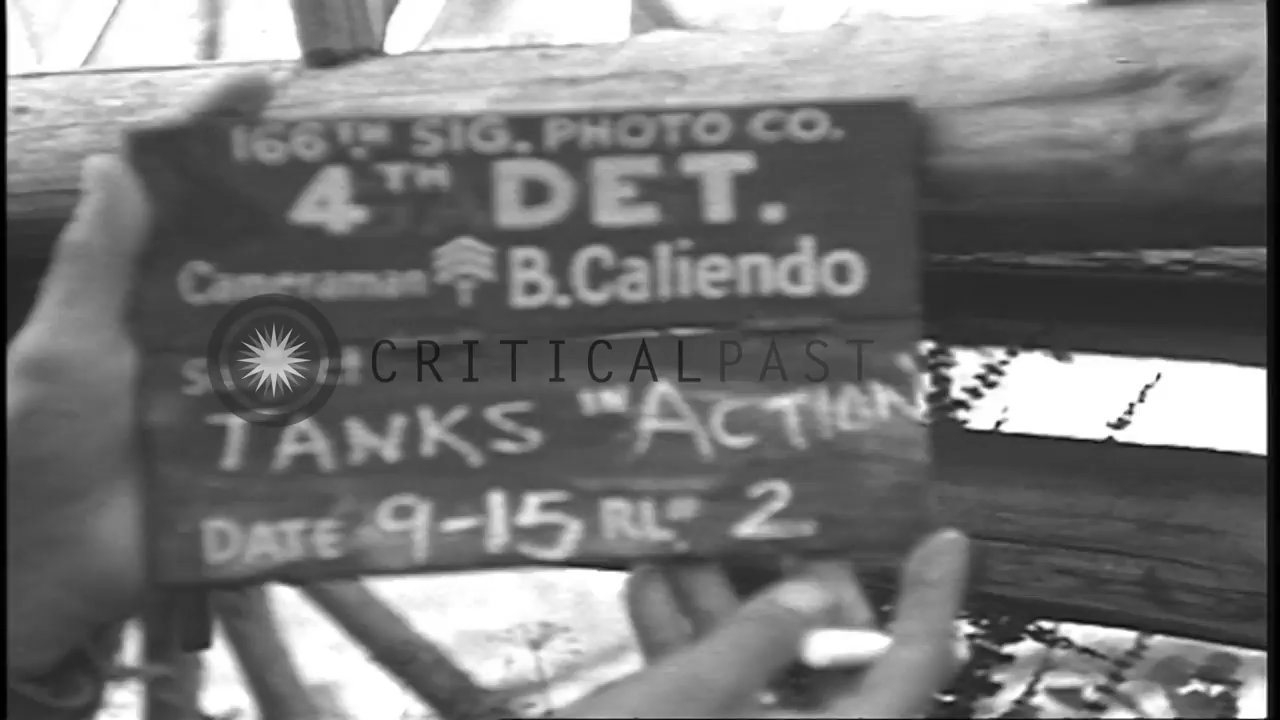 166TH SIG. PHOTO CO.
4TH DET.
Cameraman B.Caliendo
CRITICALPAST
TANKS "IN ACTION"
DATE 9-15 RL# 2